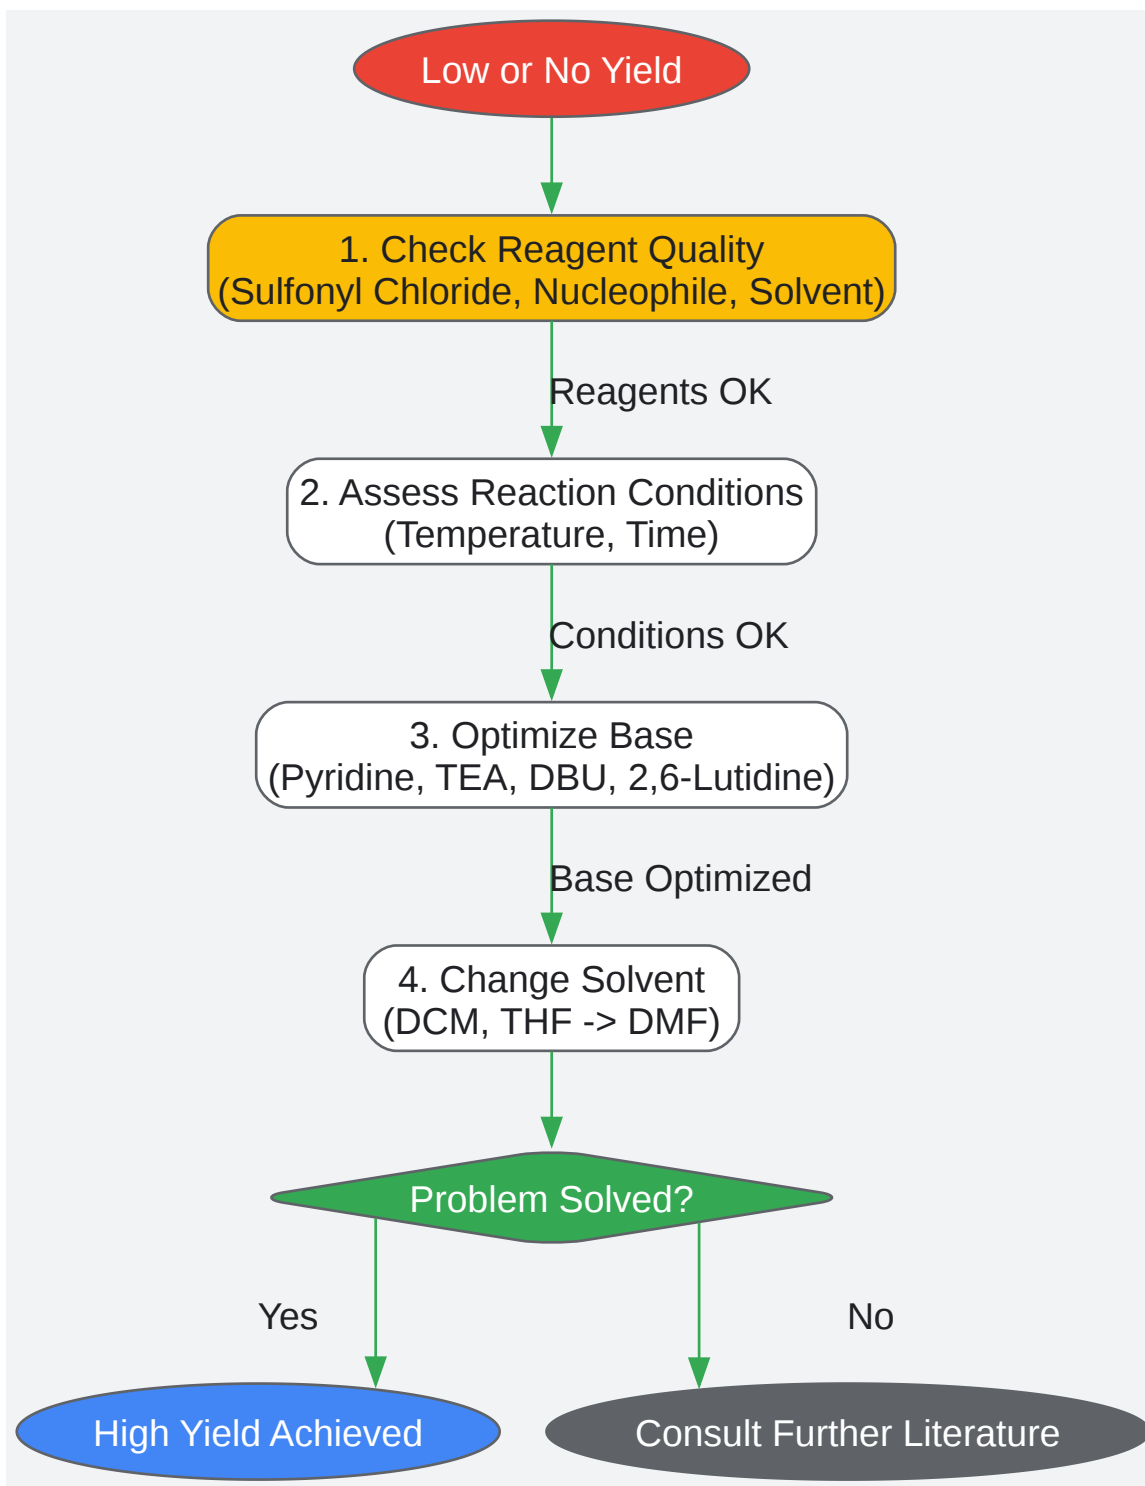 Low or No Yield
1. Check Reagent Quality
(Sulfonyl Chloride, Nucleophile, Solvent)
Reagents OK
2. Assess Reaction Conditions
(Temperature, Time)
Conditions OK
3. Optimize Base
(Pyridine, TEA, DBU, 2,6-Lutidine)
Base Optimized
4. Change Solvent
(DCM, THF -> DMF)
Problem Solved?
Yes
No
High Yield Achieved
Consult Further Literature